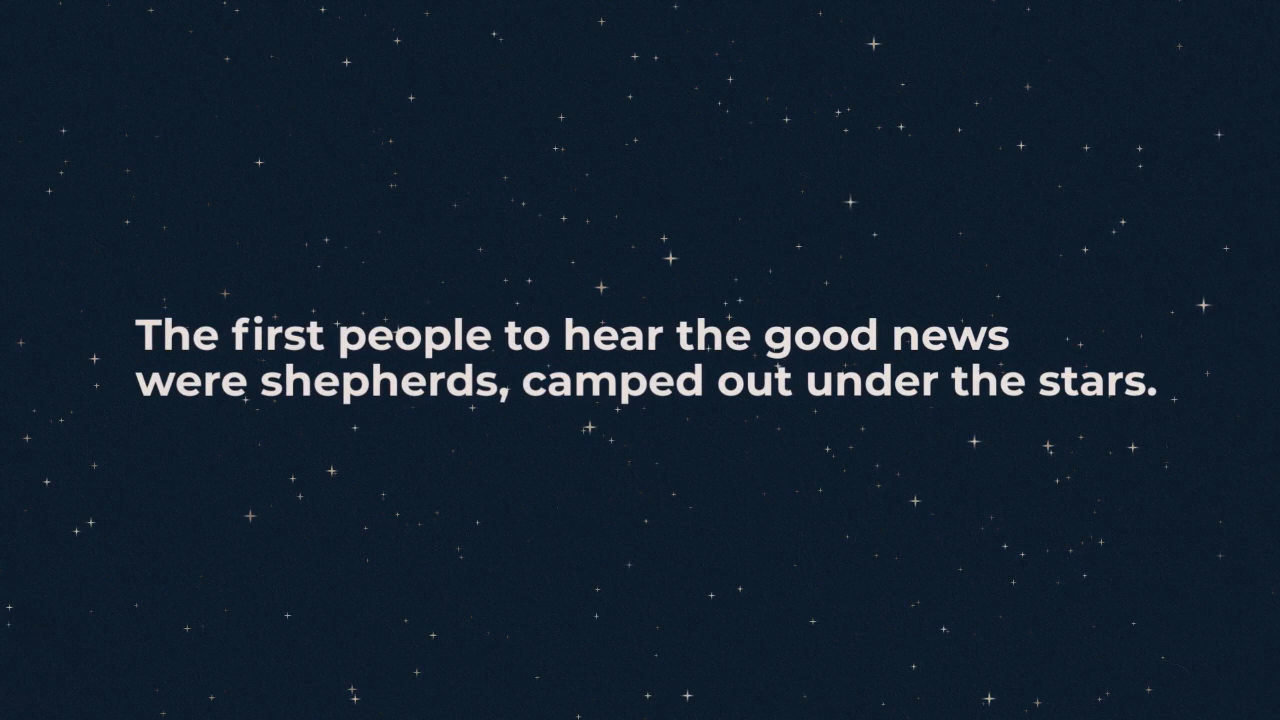 The first people to hear the good news
were shepherds, camped out under the stars.